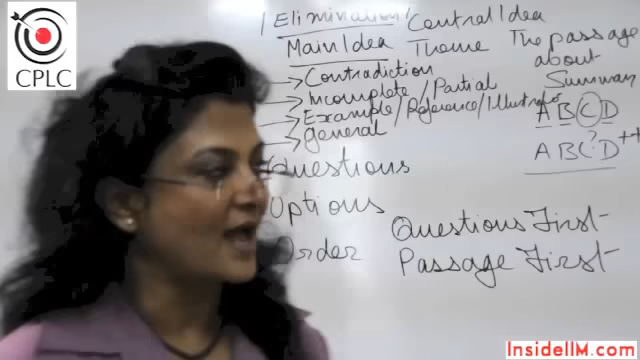 CPLC
/Elimination/ Central Idea
Main Idea Theme The passage about
→ Contradiction Summary
→ Incomplete / Partial
→ Example / Reference / Illustration A B C D
→ General A B C? D++
Questions
Options
Order Questions First
Passage First
InsideIIM.com